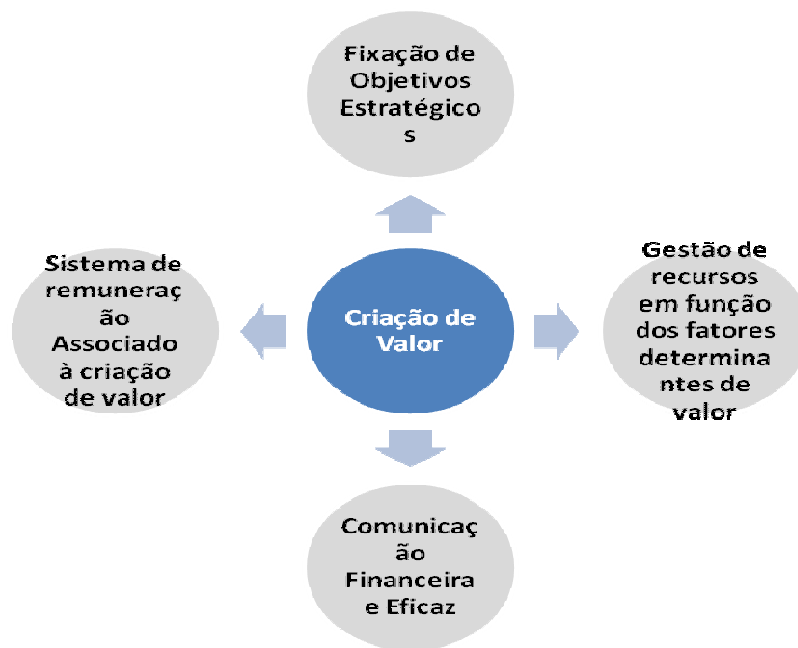 Fixação de
Objetivos
Estratégico
s
Sistema de
remuneraç
ão
Associado
à criação
de valor
Criação de
Valor
Gestão de
recursos
em função
dos fatores
determina
ntes de
valor
Comunicaç
ão
Financeira
e Eficaz